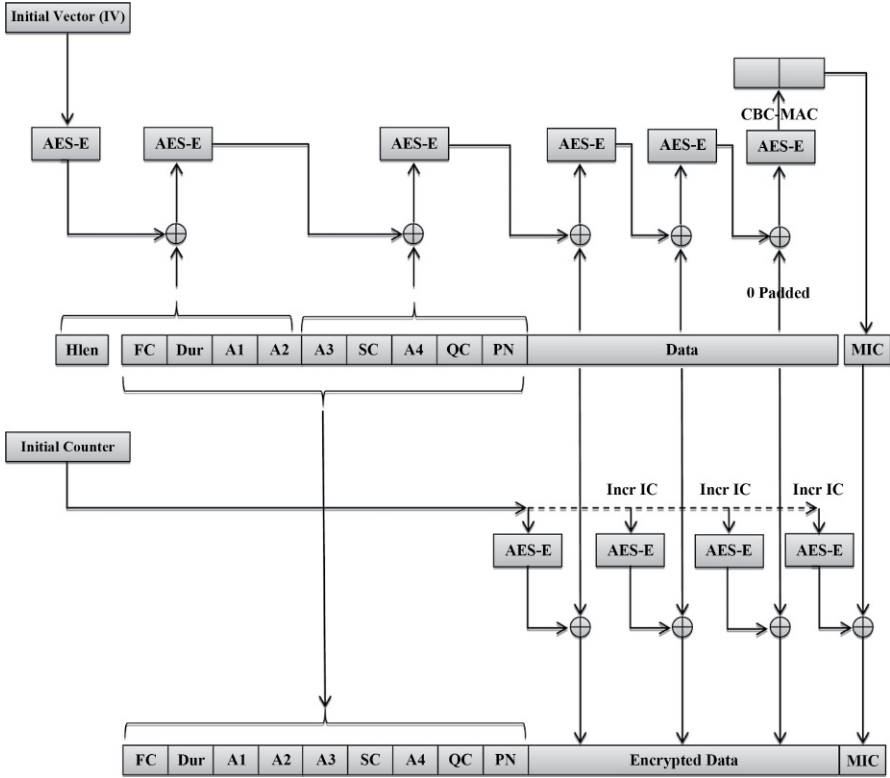 Initial Vector (IV)
CBC-MAC
AES-E AES-E AES-E AES-E AES-E AES-E
0 Padded
Hlen FC Dur A1 A2 A3 SC A4 QC PN Data MIC
Initial Counter
Incr IC Incr IC Incr IC
AES-E AES-E AES-E AES-E
FC Dur A1 A2 A3 SC A4 QC PN Encrypted Data MIC